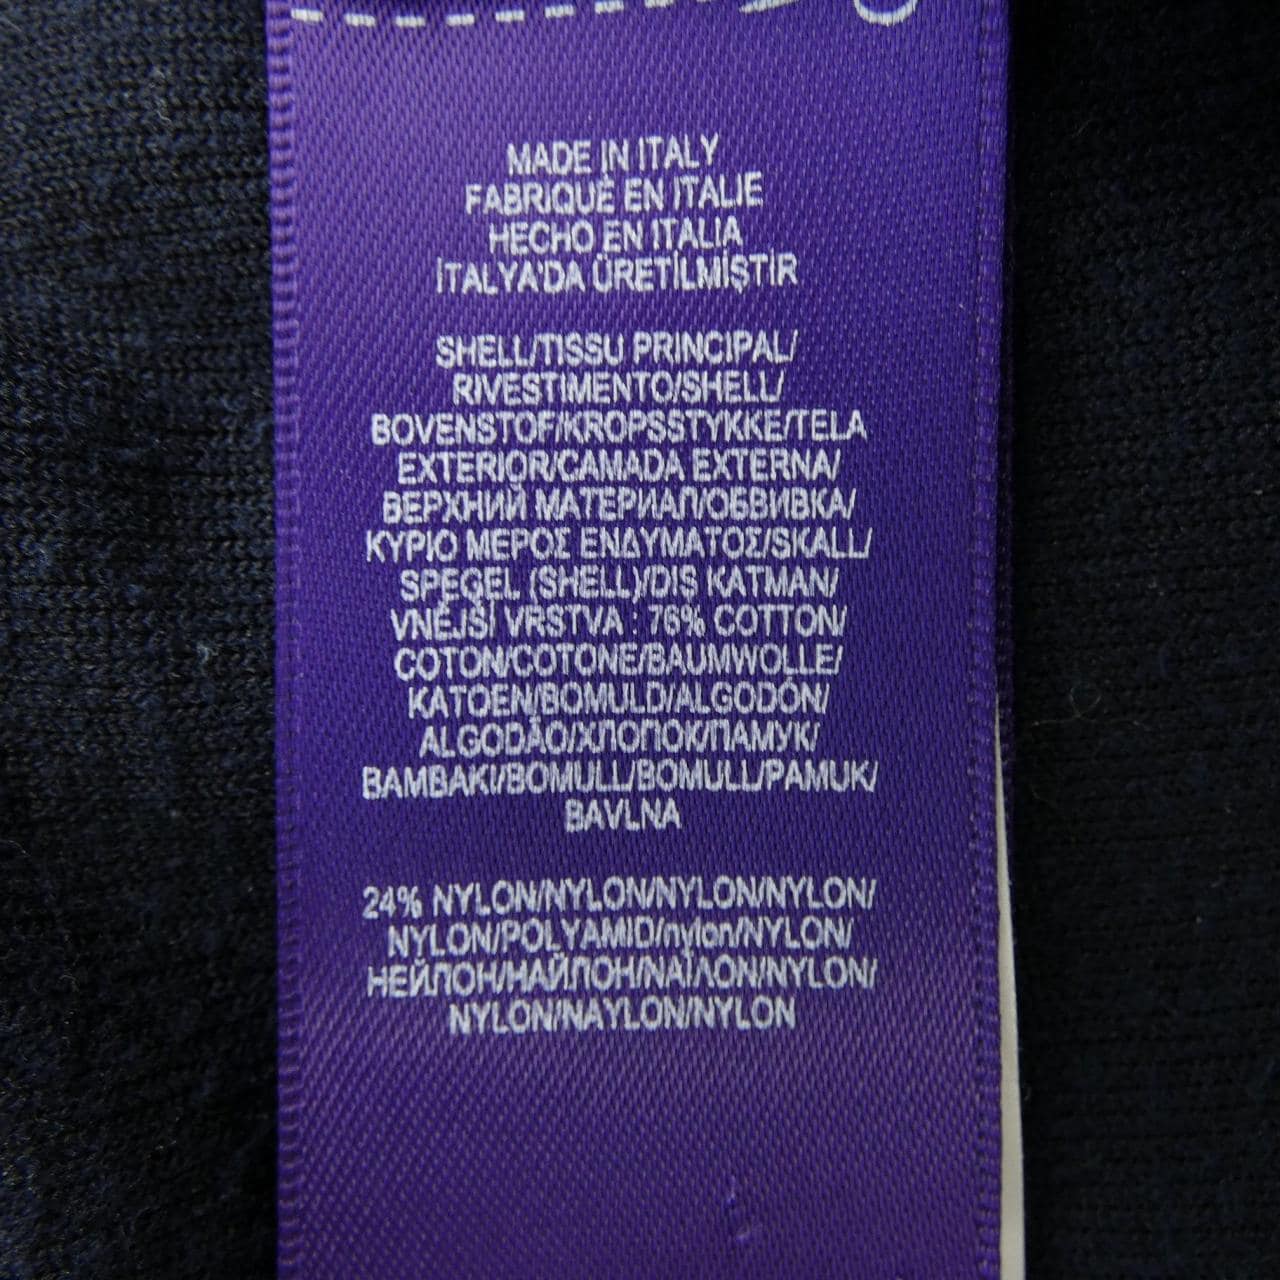 MADE IN ITALY
FABRIQUÉ EN ITALIE
HECHO EN ITALIA
İTALYA'DA ÜRETİLMİŞTİR
SHELL/TISSU PRINCIPAL/
RIVESTIMENTO/SHELL/
BOVENSTOF/KROPSSTYKKE/TELA
EXTERIOR/CAMADA EXTERNA/
ВЕРХНИЙ МАТЕРИАЛ/ОБВИВКА/
ΚΥΡΙΟ ΜΕΡΟΣ ΕΝΔΥΜΑΤΟΣ/SKALL/
SPEGEL (SHELL)/DIŞ KATMAN/
VNĚJŠÍ VRSTVA : 76% COTTON/
COTON/COTONE/BAUMWOLLE/
KATOEN/BOMULD/ALGODÓN/
ALGODÃO/ХЛОПОК/ПАМУК/
ΒΑΜΒΑΚΙ/BOMULL/BOMULL/PAMUK/
BAVLNA
24% NYLON/NYLON/NYLON/NYLON/
NYLON/POLYAMID/nylon/NYLON/
НЕЙЛОН/НАЙЛОН/ΝΑΪΛΟΝ/NYLON/
NYLON/NAYLON/NYLON